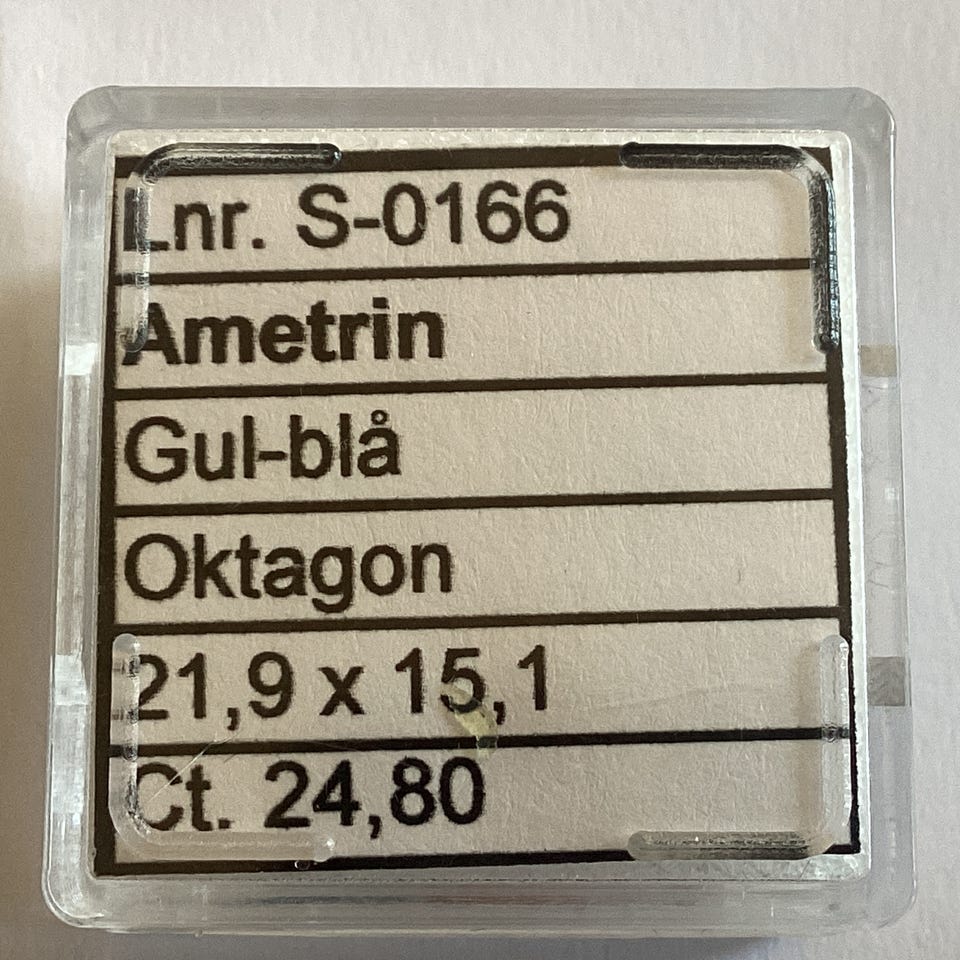 Lnr. S-0166
Ametrin
Gul-blå
Oktagon
21,9 x 15,1
Ct. 24,80